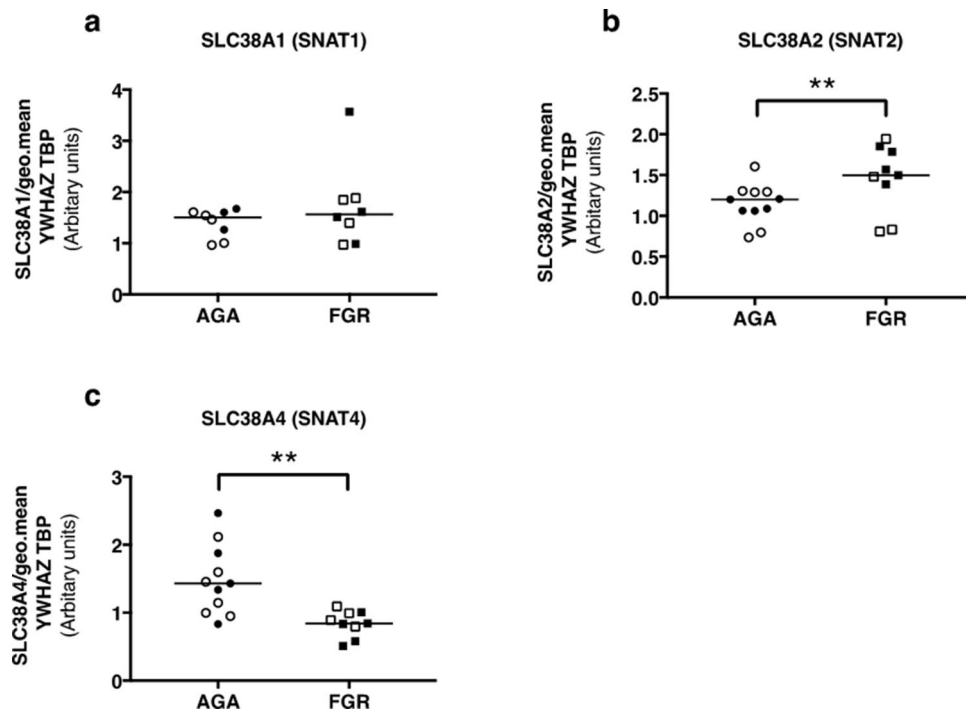 a
SLC38A1 (SNAT1)
SLC38A1/geo.mean
YWHAZ TBP
(Arbitary units)
4
3
2
1
0
AGA
FGR
b
SLC38A2 (SNAT2)
SLC38A2/geo.mean
YWHAZ TBP
(Arbitary units)
2.5
2.0
1.5
1.0
0.5
0.0
**
AGA
FGR
c
SLC38A4 (SNAT4)
SLC38A4/geo.mean
YWHAZ TBP
(Arbitary units)
3
2
1
0
**
AGA
FGR